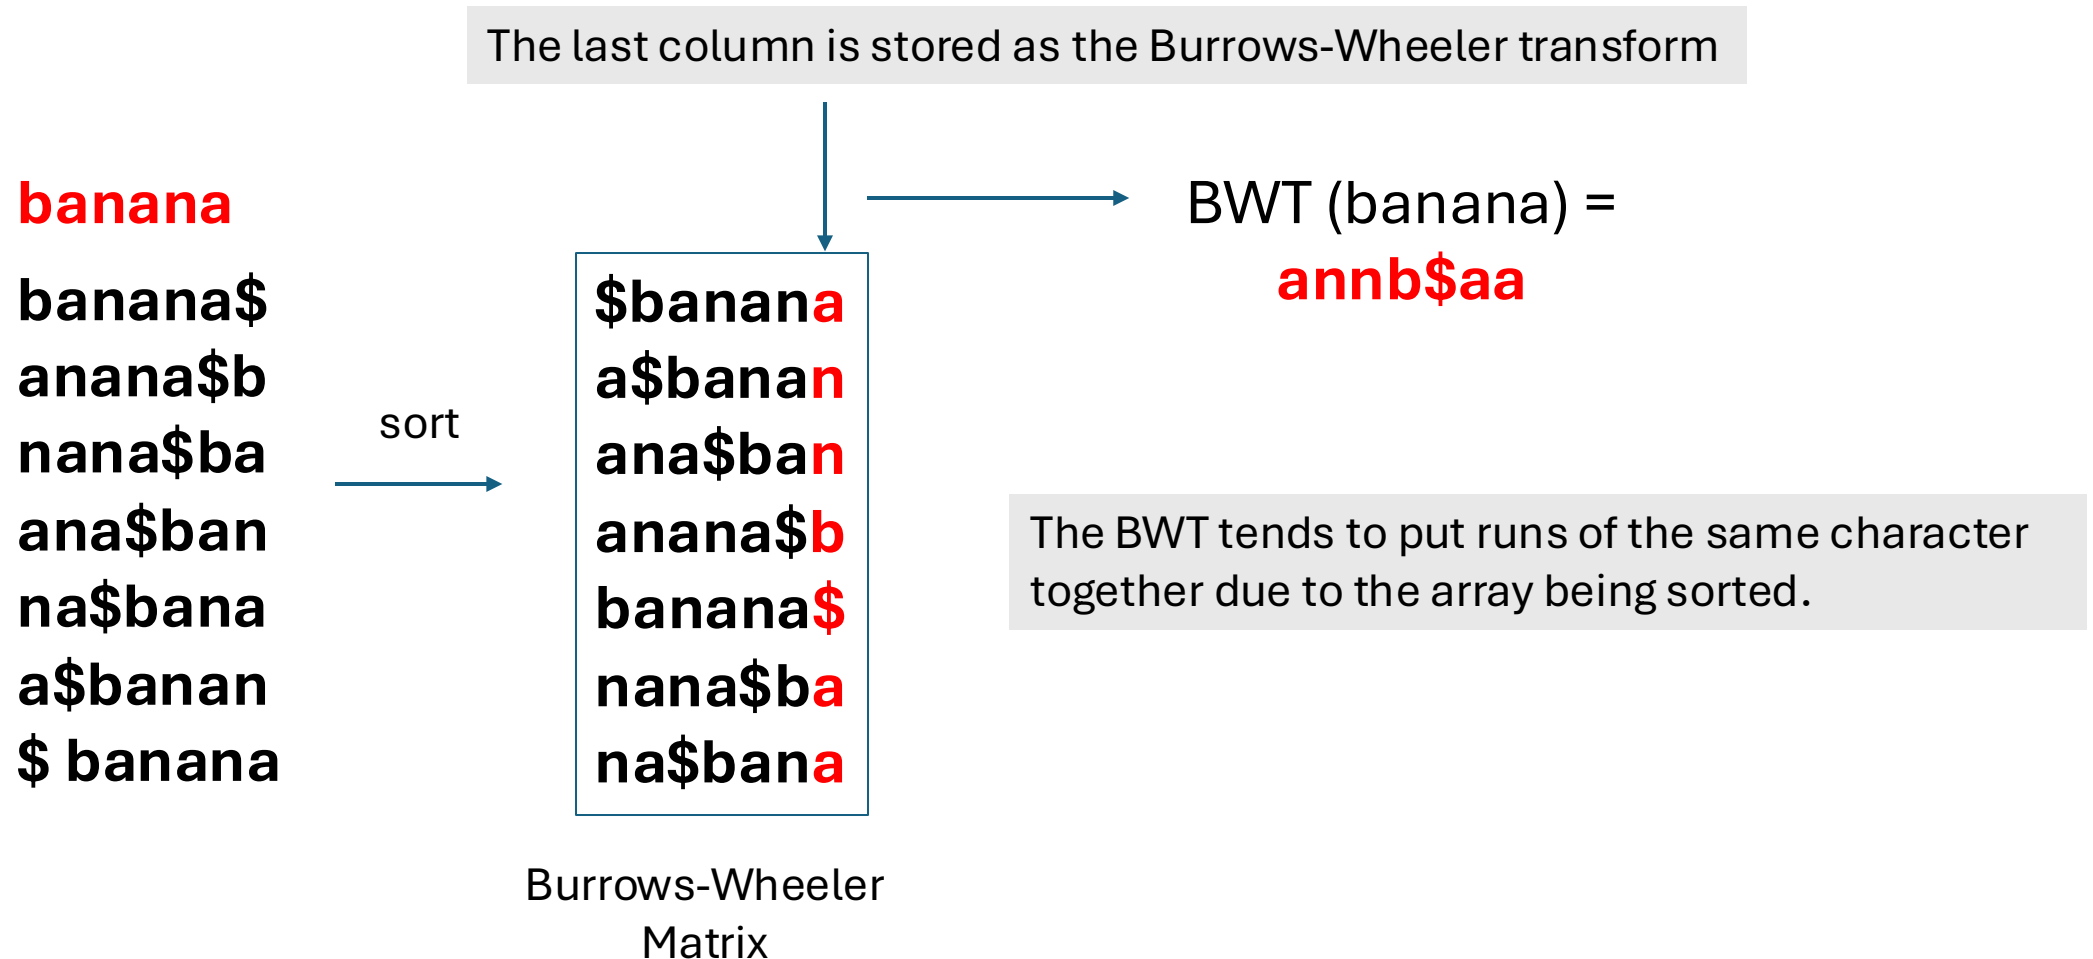 The last column is stored as the Burrows-Wheeler transform
banana
banana$
anana$b
nana$ba
ana$ban
na$bana
a$banan
$ banana
sort
$banana
a$banan
ana$ban
anana$b
banana$
nana$ba
na$bana
Burrows-Wheeler
Matrix
BWT (banana) =
annb$aa
The BWT tends to put runs of the same character
together due to the array being sorted.